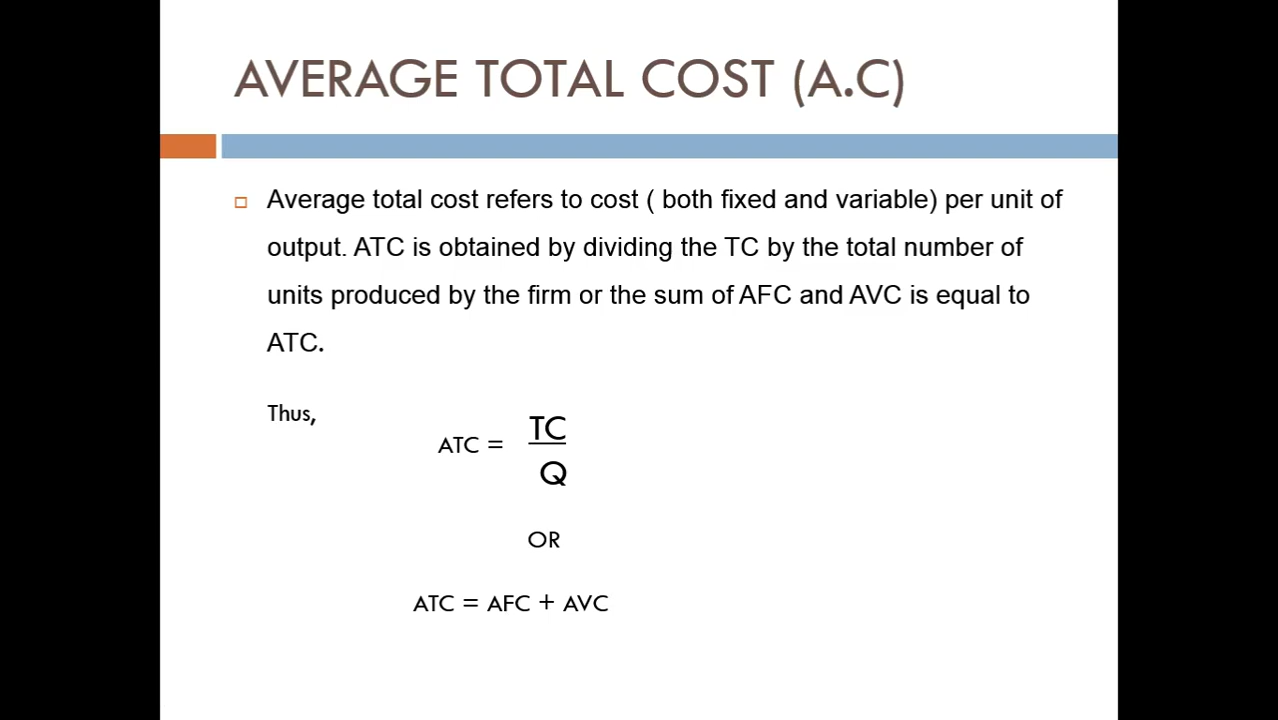 AVERAGE TOTAL COST (A.C)
Average total cost refers to cost ( both fixed and variable) per unit of
output. ATC is obtained by dividing the TC by the total number of
units produced by the firm or the sum of AFC and AVC is equal to
ATC.
Thus,
ATC =
TC
Q
OR
ATC = AFC + AVC